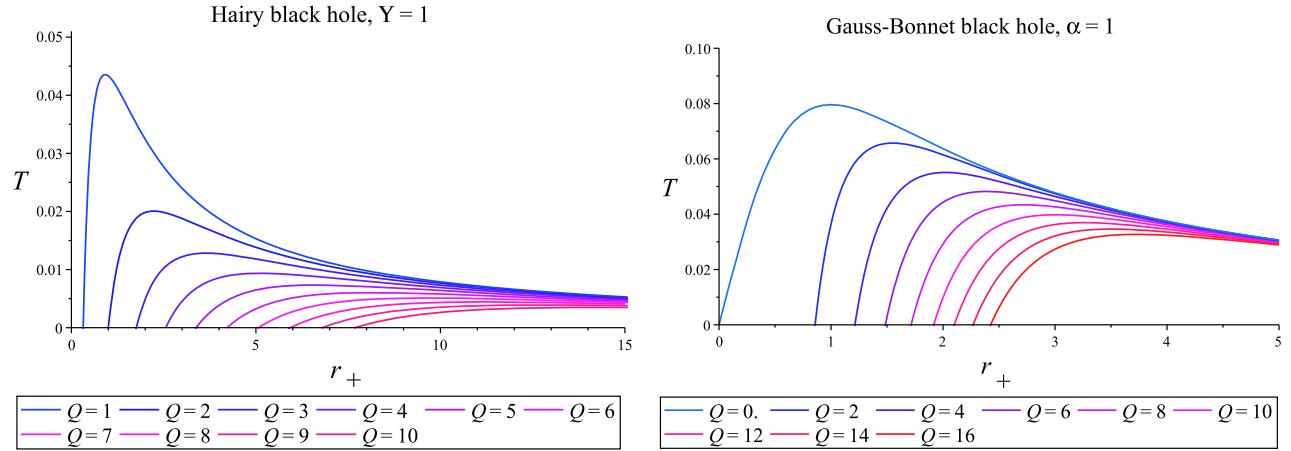 Hairy black hole, Y = 1
0.05
0.04
0.03
T
0.02
0.01
0
0 5 10 15
r+
Q = 1 Q = 2 Q = 3 Q = 4 Q = 5 Q = 6
Q = 7 Q = 8 Q = 9 Q = 10
Gauss-Bonnet black hole, α = 1
0.10
0.08
0.06
T
0.04
0.02
0
0 1 2 3 4 5
r+
Q = 0. Q = 2 Q = 4 Q = 6 Q = 8 Q = 10
Q = 12 Q = 14 Q = 16